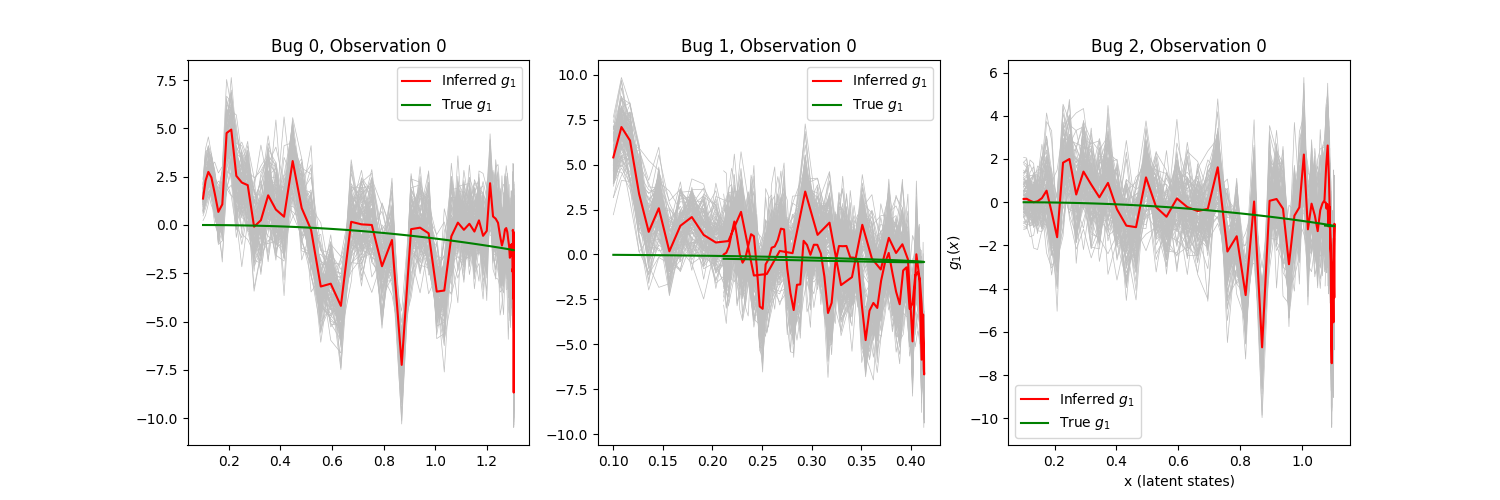 Bug 0, Observation 0
Inferred g₁
True g₁
7.5
5.0
2.5
0.0
−2.5
−5.0
−7.5
−10.0
0.2 0.4 0.6 0.8 1.0 1.2
Bug 1, Observation 0
Inferred g₁
True g₁
10.0
7.5
5.0
2.5
0.0
−2.5
−5.0
−7.5
−10.0
0.10 0.15 0.20 0.25 0.30 0.35 0.40
Bug 2, Observation 0
g₁(x)
6
4
2
0
−2
−4
−6
−8
−10
Inferred g₁
True g₁
0.2 0.4 0.6 0.8 1.0
x (latent states)